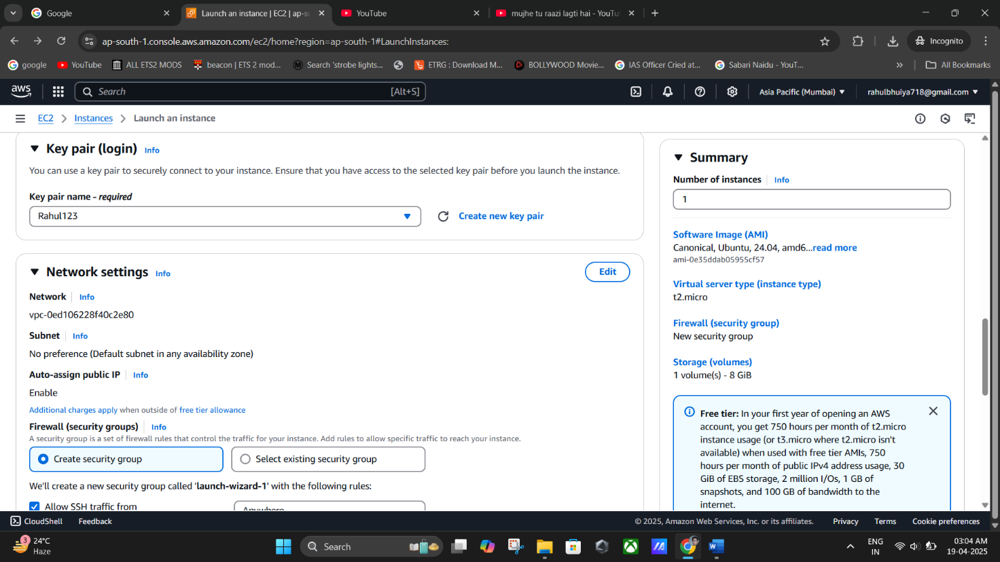 Google
Launch an instance | EC2 | ap-so
YouTube
mujhe tu raazi lagti hai - YouTu
ap-south-1.console.aws.amazon.com/ec2/home?region=ap-south-1#LaunchInstances:
Incognito
google
YouTube
ALL ETS2 MODS
beacon | ETS 2 mod...
Search 'strobe lights...
ETRG : Download M...
BOLLYWOOD Movie...
IAS Officer Cried at...
Sabari Naidu - YouT...
»
All Bookmarks
aws
Search
[Alt+S]
Asia Pacific (Mumbai)
rahulbhuiya718@gmail.com
EC2 > Instances > Launch an instance
Key pair (login) Info
You can use a key pair to securely connect to your instance. Ensure that you have access to the selected key pair before you launch the instance.
Key pair name - required
Rahul123
Create new key pair
Network settings Info
Edit
Network Info
vpc-0ed106228f40c2e80
Subnet Info
No preference (Default subnet in any availability zone)
Auto-assign public IP Info
Enable
Additional charges apply when outside of free tier allowance
Firewall (security groups) Info
A security group is a set of firewall rules that control the traffic for your instance. Add rules to allow specific traffic to reach your instance.
Create security group
Select existing security group
We'll create a new security group called 'launch-wizard-1' with the following rules:
Allow SSH traffic from
Anywhere
Summary
Number of instances Info
1
Software Image (AMI)
Canonical, Ubuntu, 24.04, amd6...read more
ami-0e35ddab05955cf57
Virtual server type (instance type)
t2.micro
Firewall (security group)
New security group
Storage (volumes)
1 volume(s) - 8 GiB
Free tier: In your first year of opening an AWS
account, you get 750 hours per month of t2.micro
instance usage (or t3.micro where t2.micro isn't
available) when used with free tier AMIs, 750
hours per month of public IPv4 address usage, 30
GiB of EBS storage, 2 million I/Os, 1 GB of
snapshots, and 100 GB of bandwidth to the
internet.
CloudShell
Feedback
© 2025, Amazon Web Services, Inc. or its affiliates.
Privacy
Terms
Cookie preferences
3
24°C
Haze
Search
ENG
IN
03:04 AM
19-04-2025